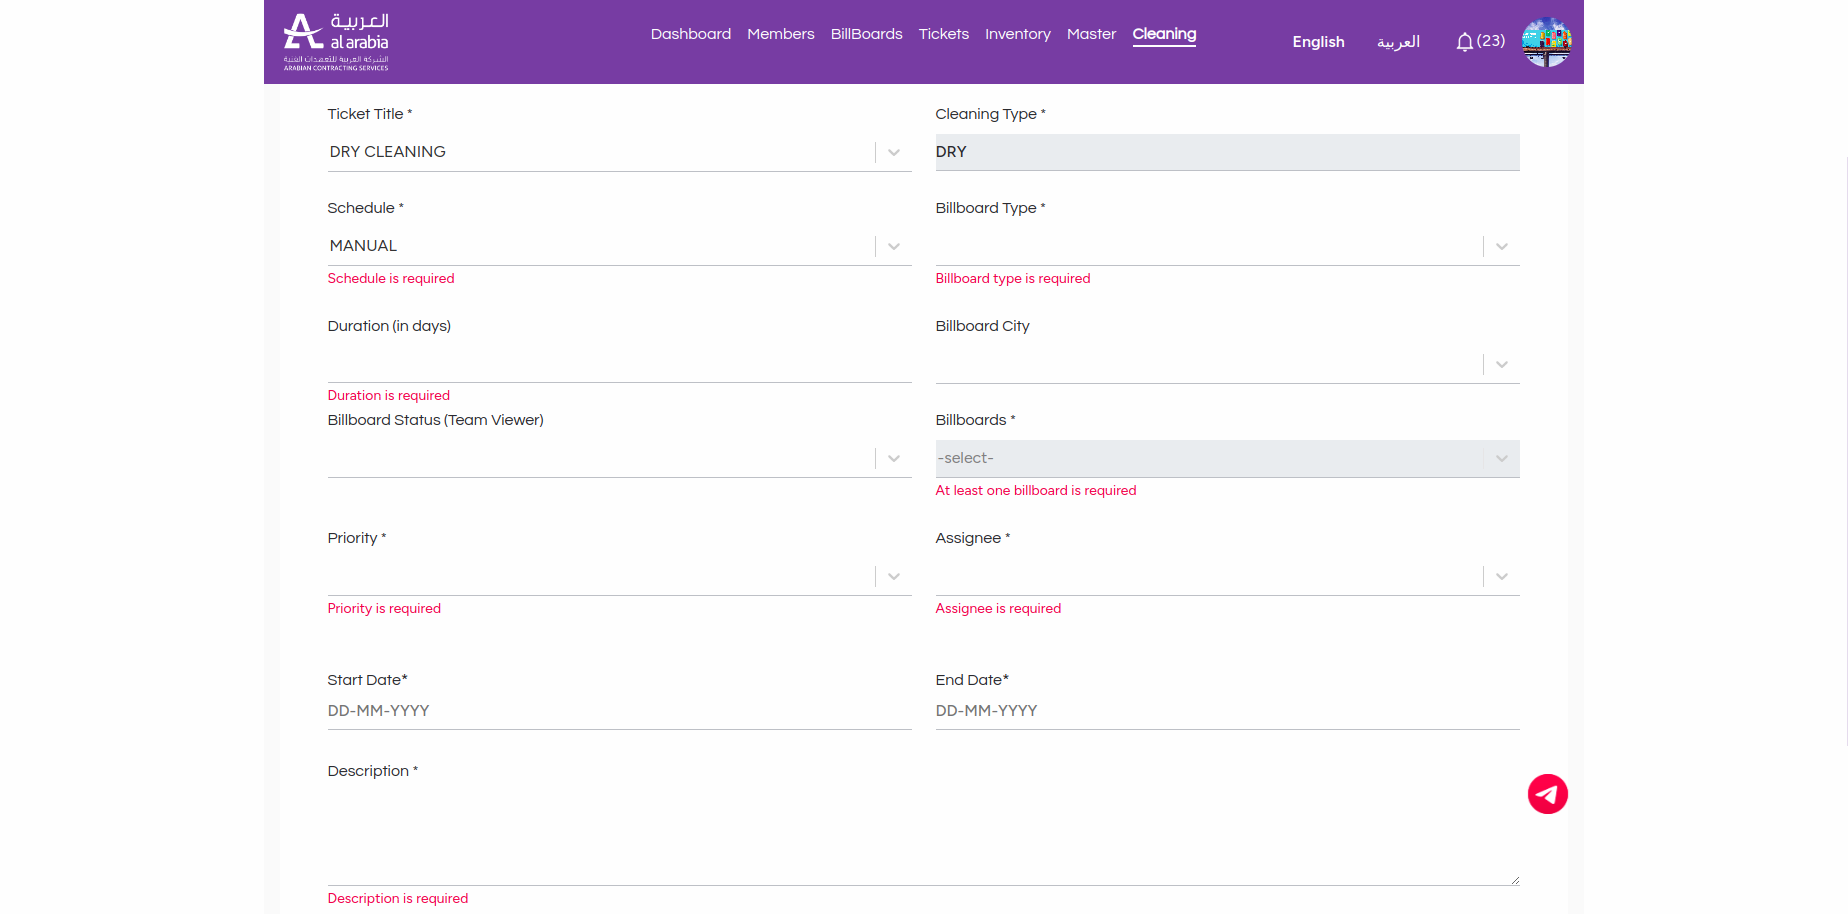 العربية
al arabia
الشركة العربية للتعهدات الفنية
ARABIAN CONTRACTING SERVICES
Dashboard Members BillBoards Tickets Inventory Master Cleaning
English العربية (23)
Ticket Title * Cleaning Type *
DRY CLEANING DRY
Schedule * Billboard Type *
MANUAL
Schedule is required Billboard type is required
Duration (in days) Billboard City
Duration is required
Billboard Status (Team Viewer) Billboards *
-select-
At least one billboard is required
Priority * Assignee *
Priority is required Assignee is required
Start Date* End Date*
DD-MM-YYYY DD-MM-YYYY
Description *
Description is required